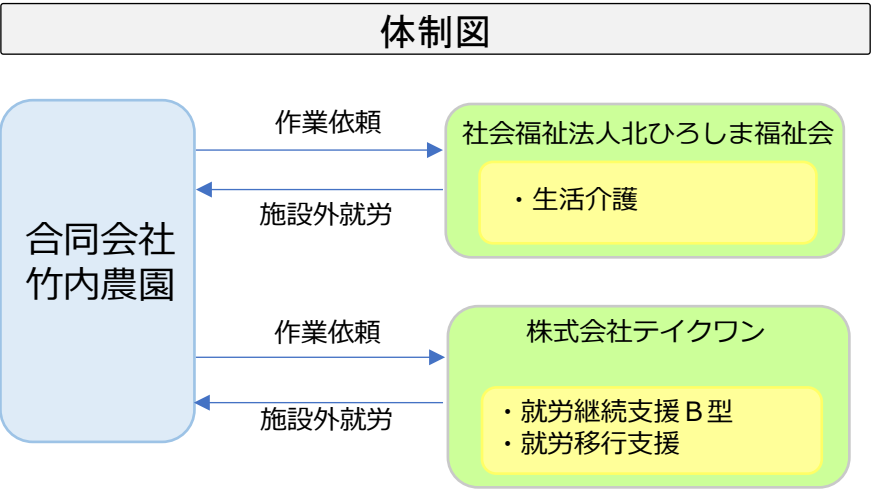 体制図
合同会社
竹内農園
作業依頼
施設外就労
社会福祉法人北ひろしま福祉会
・生活介護
作業依頼
施設外就労
株式会社テイクワン
・就労継続支援Ｂ型
・就労移行支援